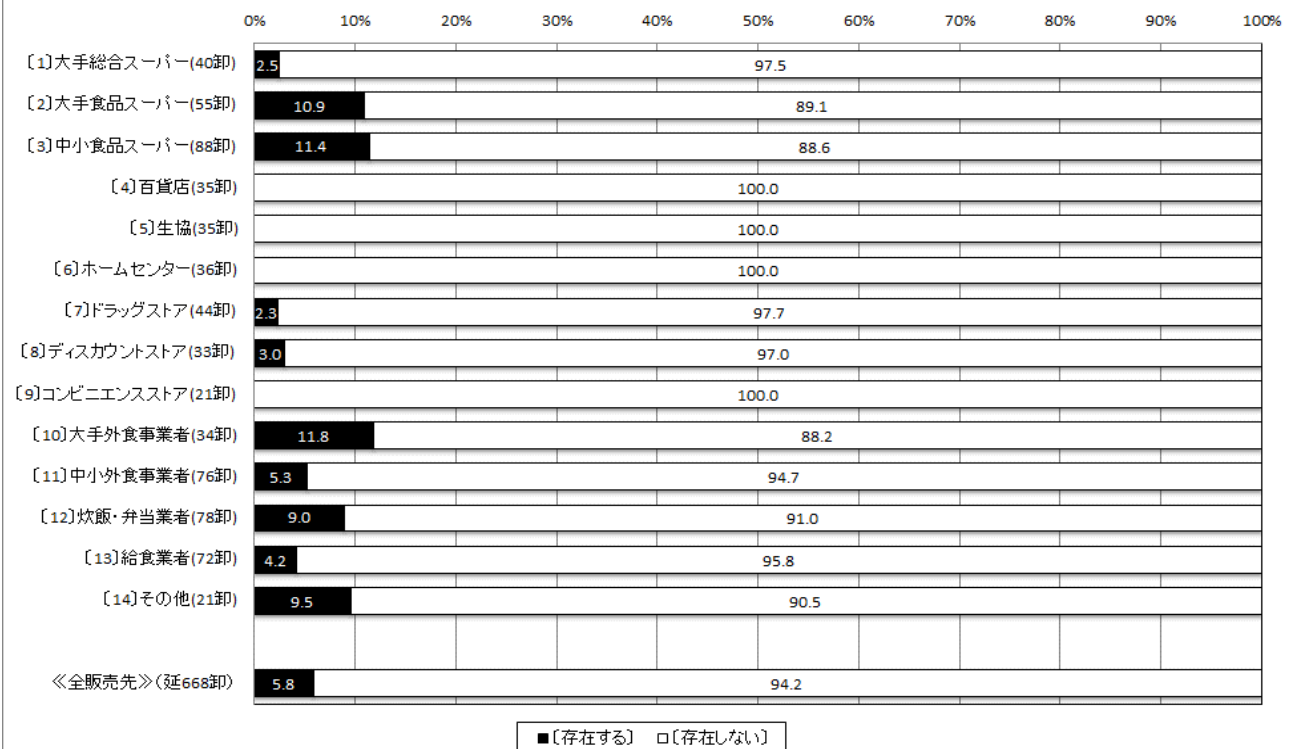 0% 10% 20% 30% 40% 50% 60% 70% 80% 90% 100%
〔1〕大手総合スーパー(40卸) 2.5 97.5
〔2〕大手食品スーパー(55卸) 10.9 89.1
〔3〕中小食品スーパー(88卸) 11.4 88.6
〔4〕百貨店(35卸) 100.0
〔5〕生協(35卸) 100.0
〔6〕ホームセンター(36卸) 100.0
〔7〕ドラッグストア(44卸) 2.3 97.7
〔8〕ディスカウントストア(33卸) 3.0 97.0
〔9〕コンビニエンスストア(21卸) 100.0
〔10〕大手外食事業者(34卸) 11.8 88.2
〔11〕中小外食事業者(76卸) 5.3 94.7
〔12〕炊飯・弁当業者(78卸) 9.0 91.0
〔13〕給食業者(72卸) 4.2 95.8
〔14〕その他(21卸) 9.5 90.5
≪全販売先≫(延668卸) 5.8 94.2
■〔存在する〕 □〔存在しない〕